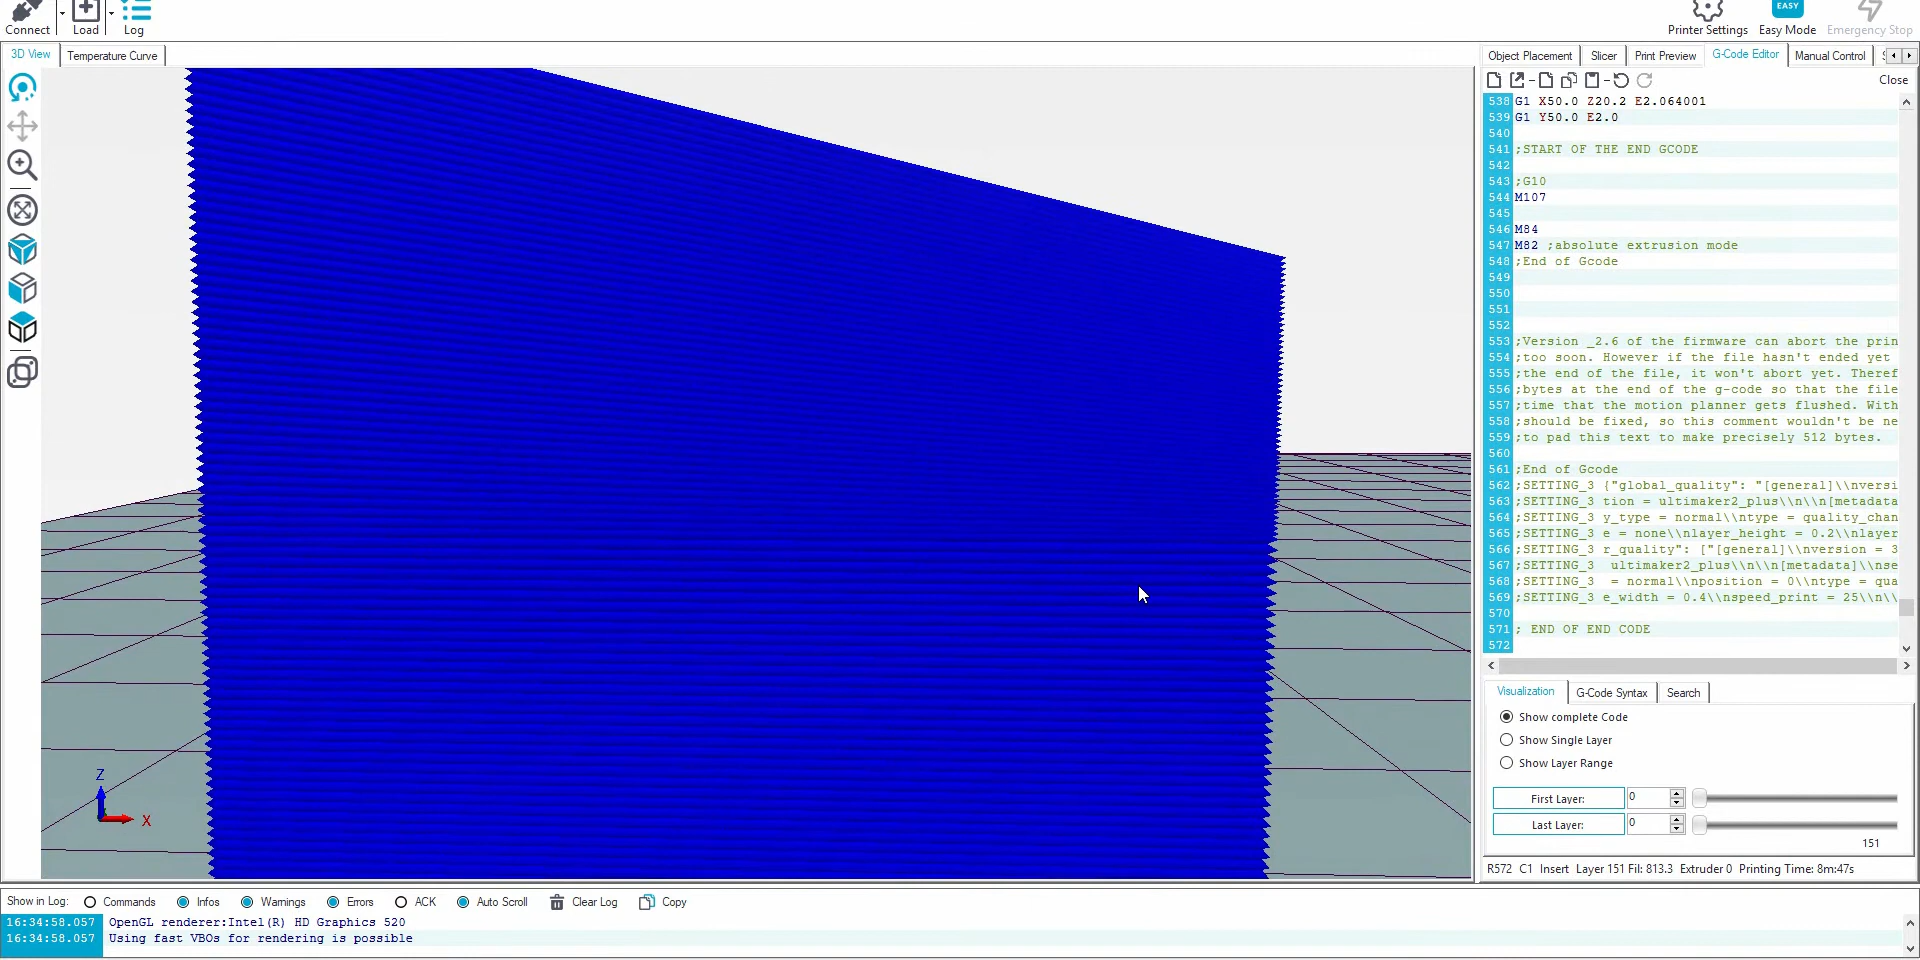 Connect
Load
Log
Printer Settings
EASY
Easy Mode
Emergency Stop
3D View
Temperature Curve
Object Placement
Slicer
Print Preview
G-Code Editor
Manual Control
Close
538 G1 X50.0 Z20.2 E2.064001
539 G1 Y50.0 E2.0
540
541 ;START OF THE END GCODE
542
543 ;G10
544 M107
545
546 M84
547 M82 ;absolute extrusion mode
548 ;End of Gcode
549
550
551
552
553 ;Version _2.6 of the firmware can abort the prin
554 ;too soon. However if the file hasn't ended yet
555 ;the end of the file, it won't abort yet. Theref
556 ;bytes at the end of the g-code so that the file
557 ;time that the motion planner gets flushed. With
558 ;should be fixed, so this comment wouldn't be ne
559 ;to pad this text to make precisely 512 bytes.
560
561 ;End of Gcode
562 ;SETTING_3 {"global_quality": "[general]\\nversi
563 ;SETTING_3 tion = ultimaker2_plus\\n\\n[metadata
564 ;SETTING_3 y_type = normal\\ntype = quality_chan
565 ;SETTING_3 e = none\\nlayer_height = 0.2\\nlayer
566 ;SETTING_3 r_quality": ["[general]\\nversion = 3
567 ;SETTING_3  ultimaker2_plus\\n\\n[metadata]\\nse
568 ;SETTING_3  = normal\\nposition = 0\\ntype = qua
569 ;SETTING_3 e_width = 0.4\\nspeed_print = 25\\n\\
570
571 ; END OF END CODE
572
Visualization
G-Code Syntax
Search
Show complete Code
Show Single Layer
Show Layer Range
First Layer: 0
Last Layer: 0
151
R572 C1 Insert Layer 151 Fil: 813.3 Extruder 0 Printing Time: 8m:47s
Z
X
Show in Log: Commands Infos Warnings Errors ACK Auto Scroll Clear Log Copy
16:34:58.057 OpenGL renderer:Intel(R) HD Graphics 520
16:34:58.057 Using fast VBOs for rendering is possible